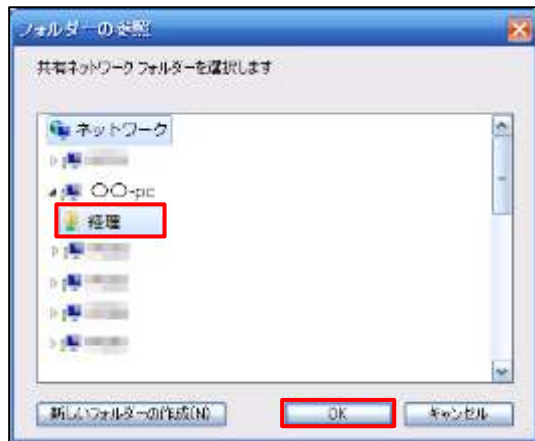 フォルダーの参照
共有ネットワーク フォルダーを選択します
ネットワーク
〇〇-pc
経理
新しいフォルダーの作成(N)
OK
キャンセル